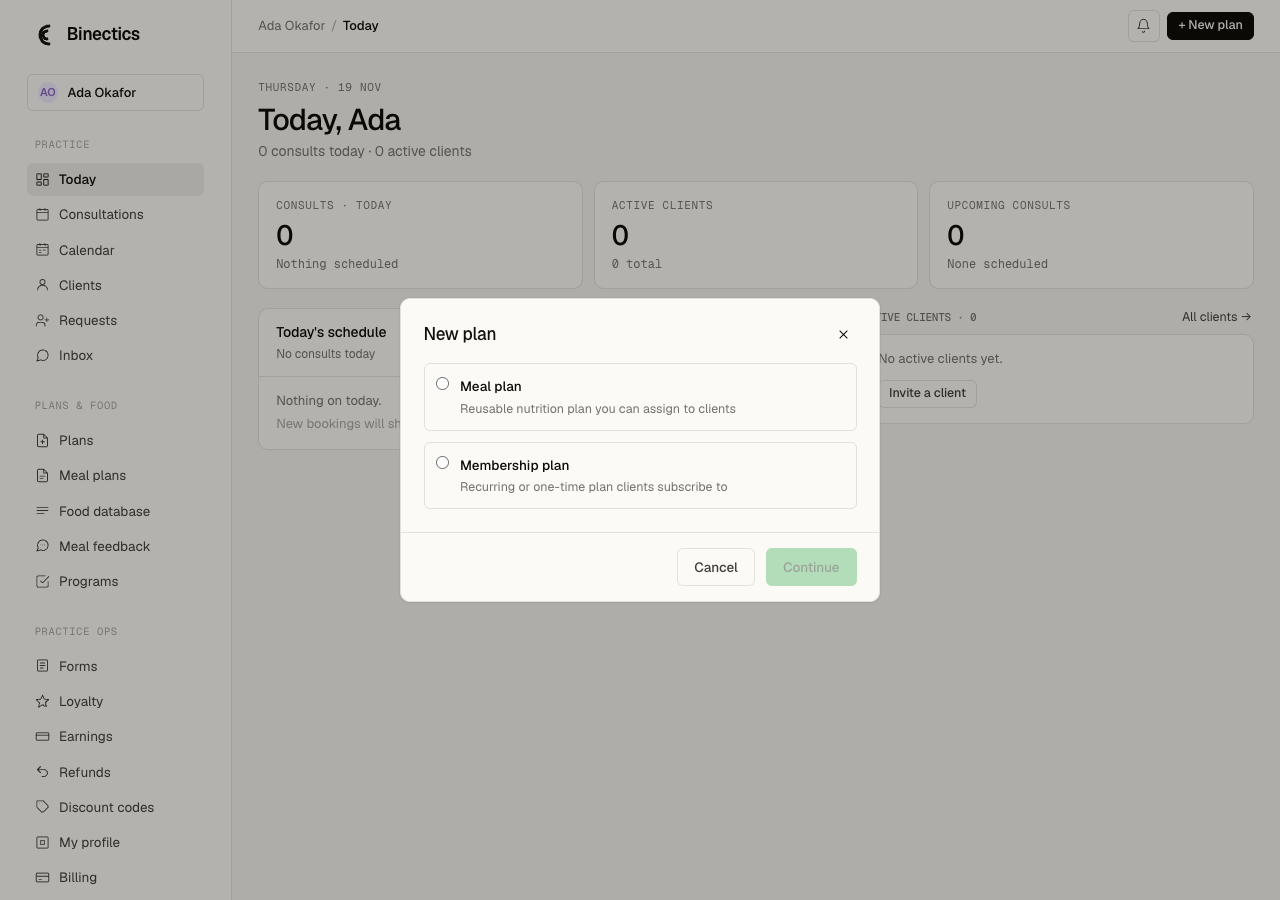 Binectics
AO Ada Okafor
PRACTICE
Today
Consultations
Calendar
Clients
Requests
Inbox
PLANS & FOOD
Plans
Meal plans
Food database
Meal feedback
Programs
PRACTICE OPS
Forms
Loyalty
Earnings
Refunds
Discount codes
My profile
Billing
Ada Okafor / Today
+ New plan
THURSDAY · 19 NOV
Today, Ada
0 consults today · 0 active clients
CONSULTS · TODAY
0
Nothing scheduled
ACTIVE CLIENTS
0
0 total
UPCOMING CONSULTS
0
None scheduled
Today's schedule
No consults today
Nothing on today.
New bookings will sh
IVE CLIENTS · 0
All clients →
No active clients yet.
Invite a client
New plan
Meal plan
Reusable nutrition plan you can assign to clients
Membership plan
Recurring or one-time plan clients subscribe to
Cancel
Continue